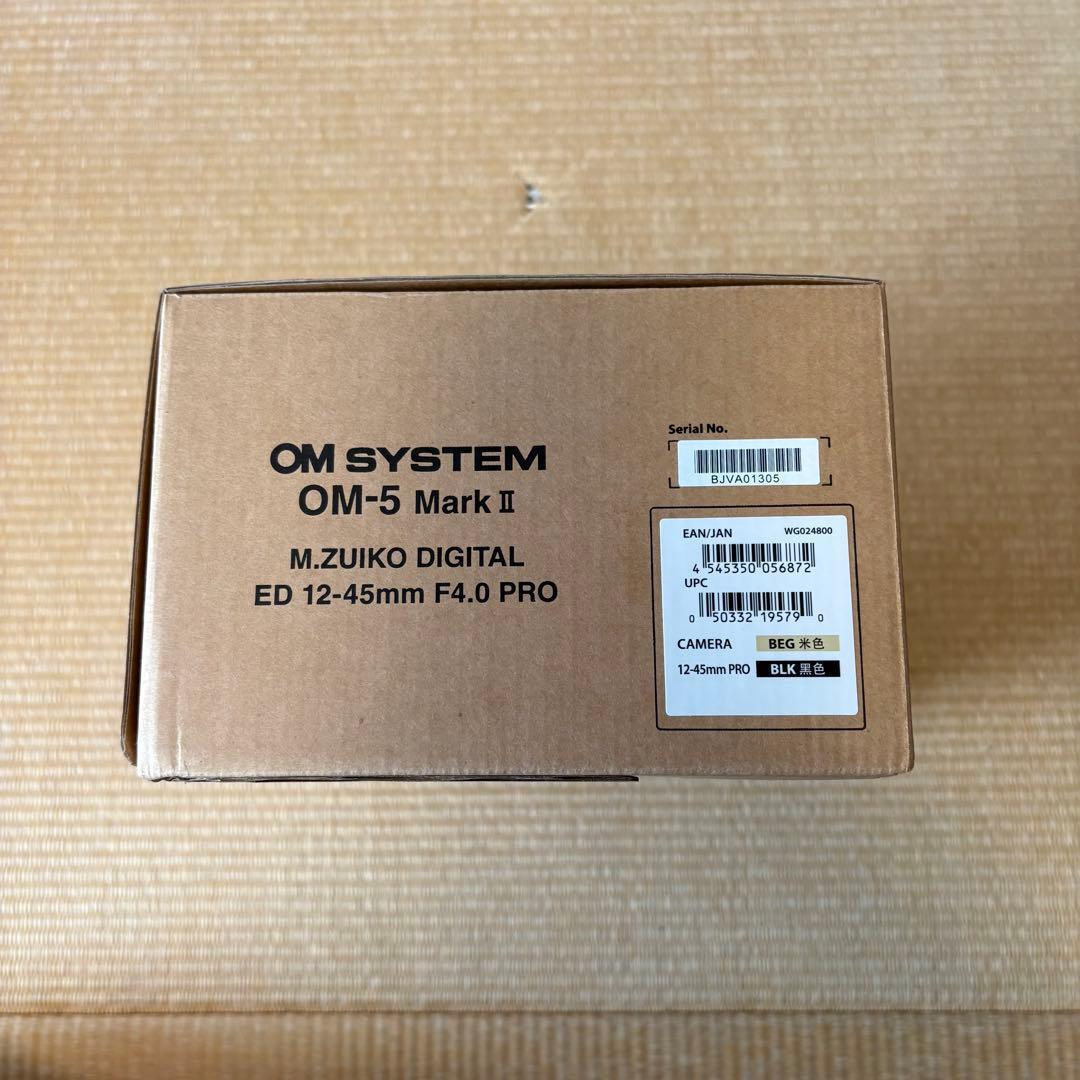 OM SYSTEM
OM-5 Mark Ⅱ
M.ZUIKO DIGITAL
ED 12-45mm F4.0 PRO
Serial No.
BJVA01305
EAN/JAN WG024800
4 545350 056872
UPC
0 50332 19579 0
CAMERA BEG 米色
12-45mm PRO BLK 黑色